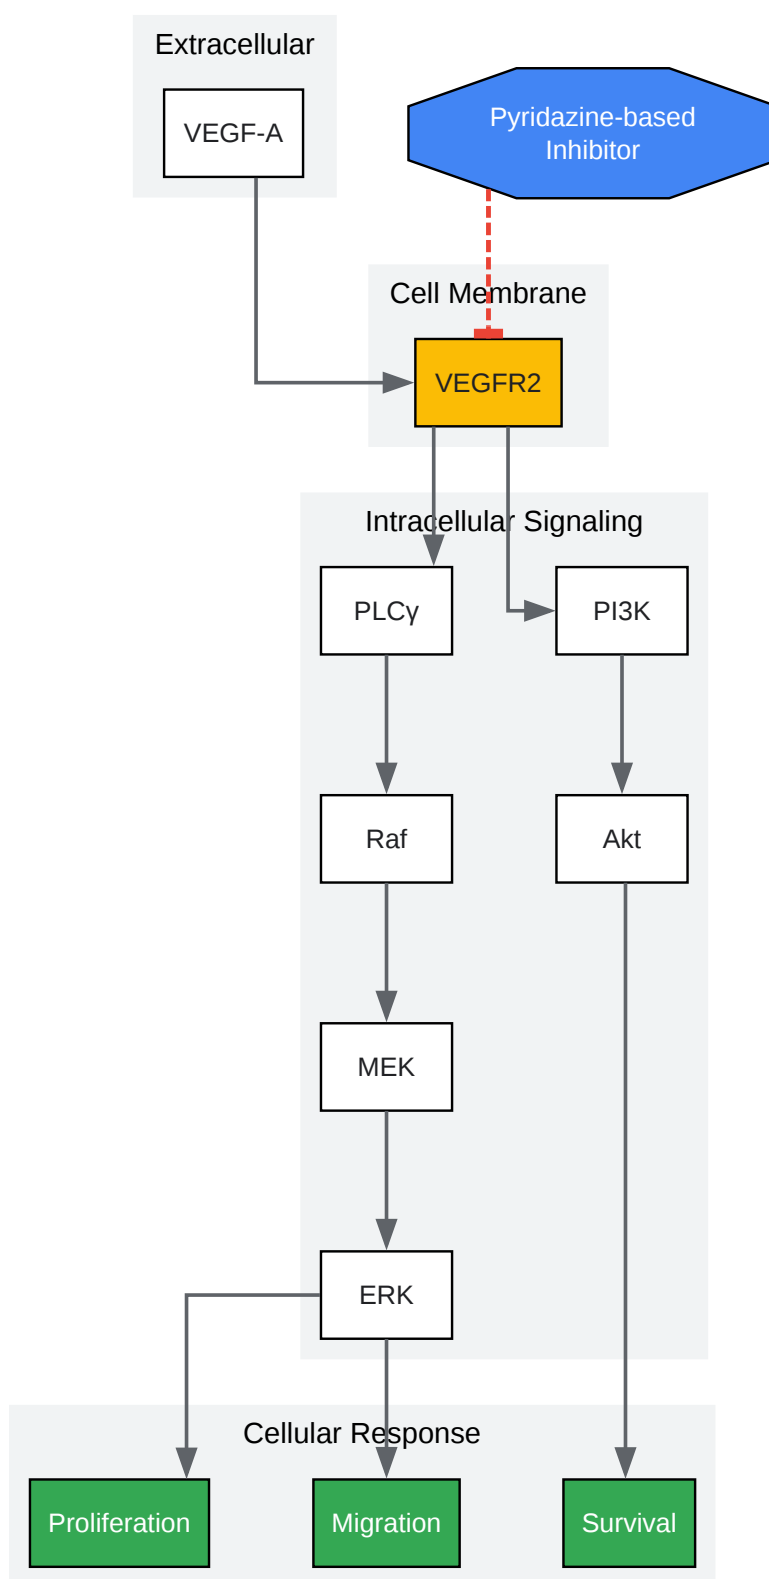 Extracellular
VEGF-A
Pyridazine-based
Inhibitor
Cell Membrane
VEGFR2
Intracellular Signaling
PLCγ
PI3K
Raf
Akt
MEK
ERK
Cellular Response
Proliferation
Migration
Survival